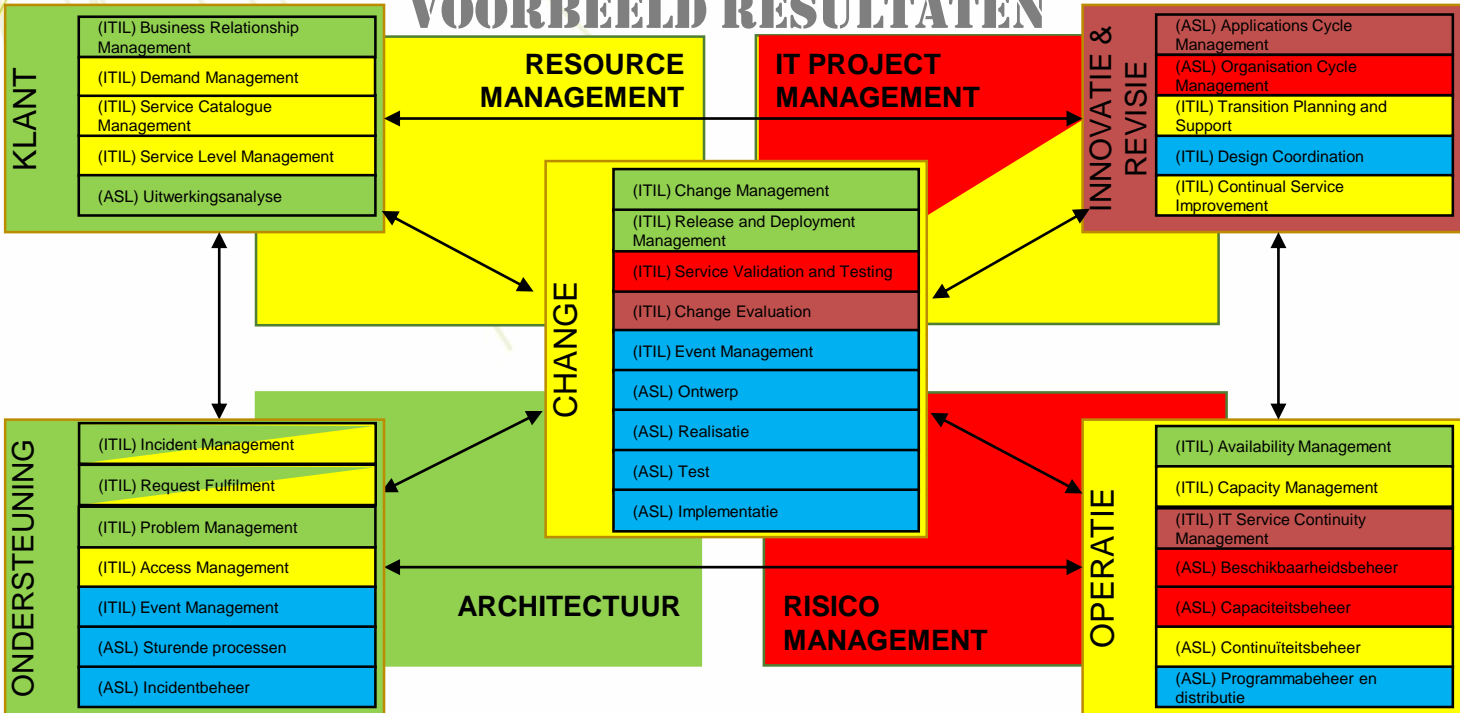 VOORBEELD RESULTATEN
KLANT
(ITIL) Business Relationship
Management
(ITIL) Demand Management
(ITIL) Service Catalogue
Management
(ITIL) Service Level Management
(ASL) Uitwerkingsanalyse
RESOURCE
MANAGEMENT
IT PROJECT
MANAGEMENT
INNOVATIE &
REVISIE
(ASL) Applications Cycle
Management
(ASL) Organisation Cycle
Management
(ITIL) Transition Planning and
Support
(ITIL) Design Coordination
(ITIL) Continual Service
Improvement
CHANGE
(ITIL) Change Management
(ITIL) Release and Deployment
Management
(ITIL) Service Validation and Testing
(ITIL) Change Evaluation
(ITIL) Event Management
(ASL) Ontwerp
(ASL) Realisatie
(ASL) Test
(ASL) Implementatie
ONDERSTEUNING
(ITIL) Incident Management
(ITIL) Request Fulfilment
(ITIL) Problem Management
(ITIL) Access Management
(ITIL) Event Management
(ASL) Sturende processen
(ASL) Incidentbeheer
ARCHITECTUUR
RISICO
MANAGEMENT
OPERATIE
(ITIL) Availability Management
(ITIL) Capacity Management
(ITIL) IT Service Continuity
Management
(ASL) Beschikbaarheidsbeheer
(ASL) Capaciteitsbeheer
(ASL) Continuïteitsbeheer
(ASL) Programmabeheer en
distributie